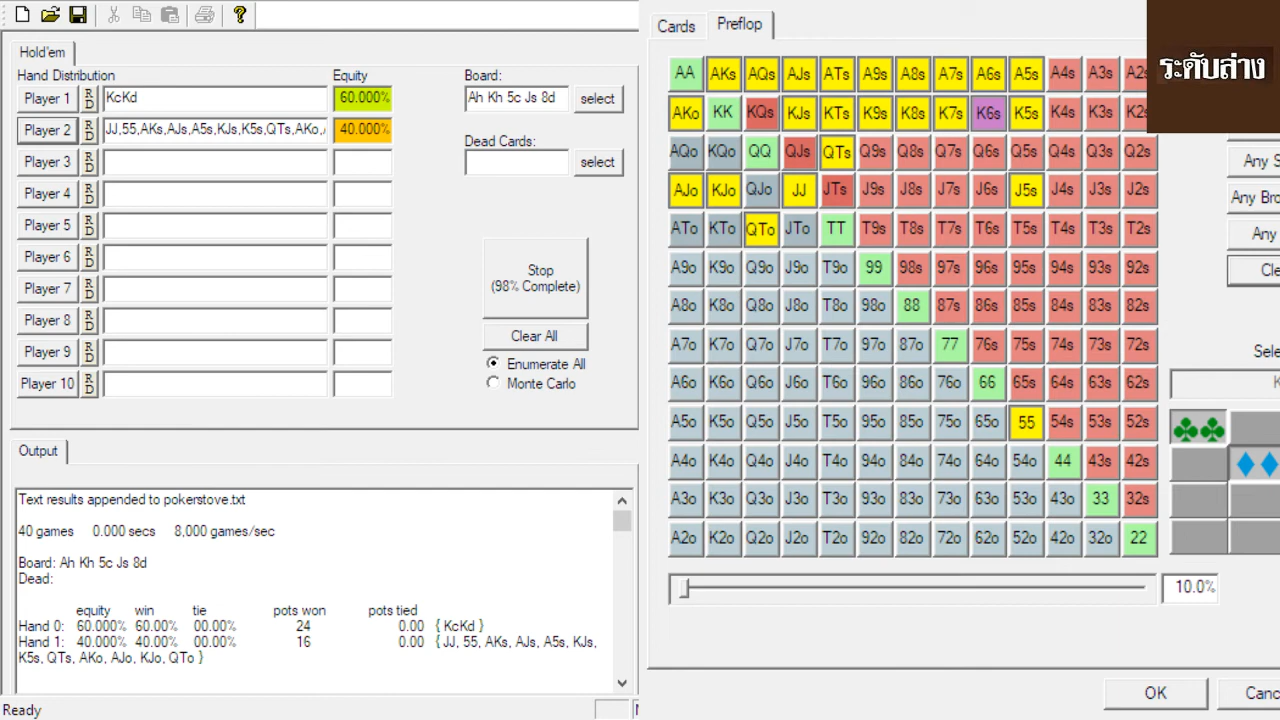 Hold'em
Hand Distribution
Equity
Board:
Player 1
R D
KcKd
60.000%
Ah Kh 5c Js 8d
select
Player 2
R D
JJ,55,AKs,AJs,A5s,KJs,K5s,QTs,AKo,
40.000%
Dead Cards:
Player 3
R D
select
Player 4
R D
Player 5
R D
Player 6
R D
Stop
(98% Complete)
Player 7
R D
Player 8
R D
Clear All
Player 9
R D
Enumerate All
Player 10
R D
Monte Carlo
Output
Text results appended to pokerstove.txt
40 games 0.000 secs 8,000 games/sec
Board: Ah Kh 5c Js 8d
Dead:
equity win tie pots won pots tied
Hand 0: 60.000% 60.00% 00.00% 24 0.00 { KcKd }
Hand 1: 40.000% 40.00% 00.00% 16 0.00 { JJ, 55, AKs, AJs, A5s, KJs,
K5s, QTs, AKo, AJo, KJo, QTo }
Ready
Cards Preflop
ระดับล่าง
AA AKs AQs AJs ATs A9s A8s A7s A6s A5s A4s A3s A2s
AKo KK KQs KJs KTs K9s K8s K7s K6s K5s K4s K3s K2s
AQo KQo QQ QJs QTs Q9s Q8s Q7s Q6s Q5s Q4s Q3s Q2s
AJo KJo QJo JJ JTs J9s J8s J7s J6s J5s J4s J3s J2s
ATo KTo QTo JTo TT T9s T8s T7s T6s T5s T4s T3s T2s
A9o K9o Q9o J9o T9o 99 98s 97s 96s 95s 94s 93s 92s
A8o K8o Q8o J8o T8o 98o 88 87s 86s 85s 84s 83s 82s
A7o K7o Q7o J7o T7o 97o 87o 77 76s 75s 74s 73s 72s
A6o K6o Q6o J6o T6o 96o 86o 76o 66 65s 64s 63s 62s
A5o K5o Q5o J5o T5o 95o 85o 75o 65o 55 54s 53s 52s
A4o K4o Q4o J4o T4o 94o 84o 74o 64o 54o 44 43s 42s
A3o K3o Q3o J3o T3o 93o 83o 73o 63o 53o 43o 33 32s
A2o K2o Q2o J2o T2o 92o 82o 72o 62o 52o 42o 32o 22
Any S
Any Bro
Any
Cle
Sele
K
10.0%
OK
Canc